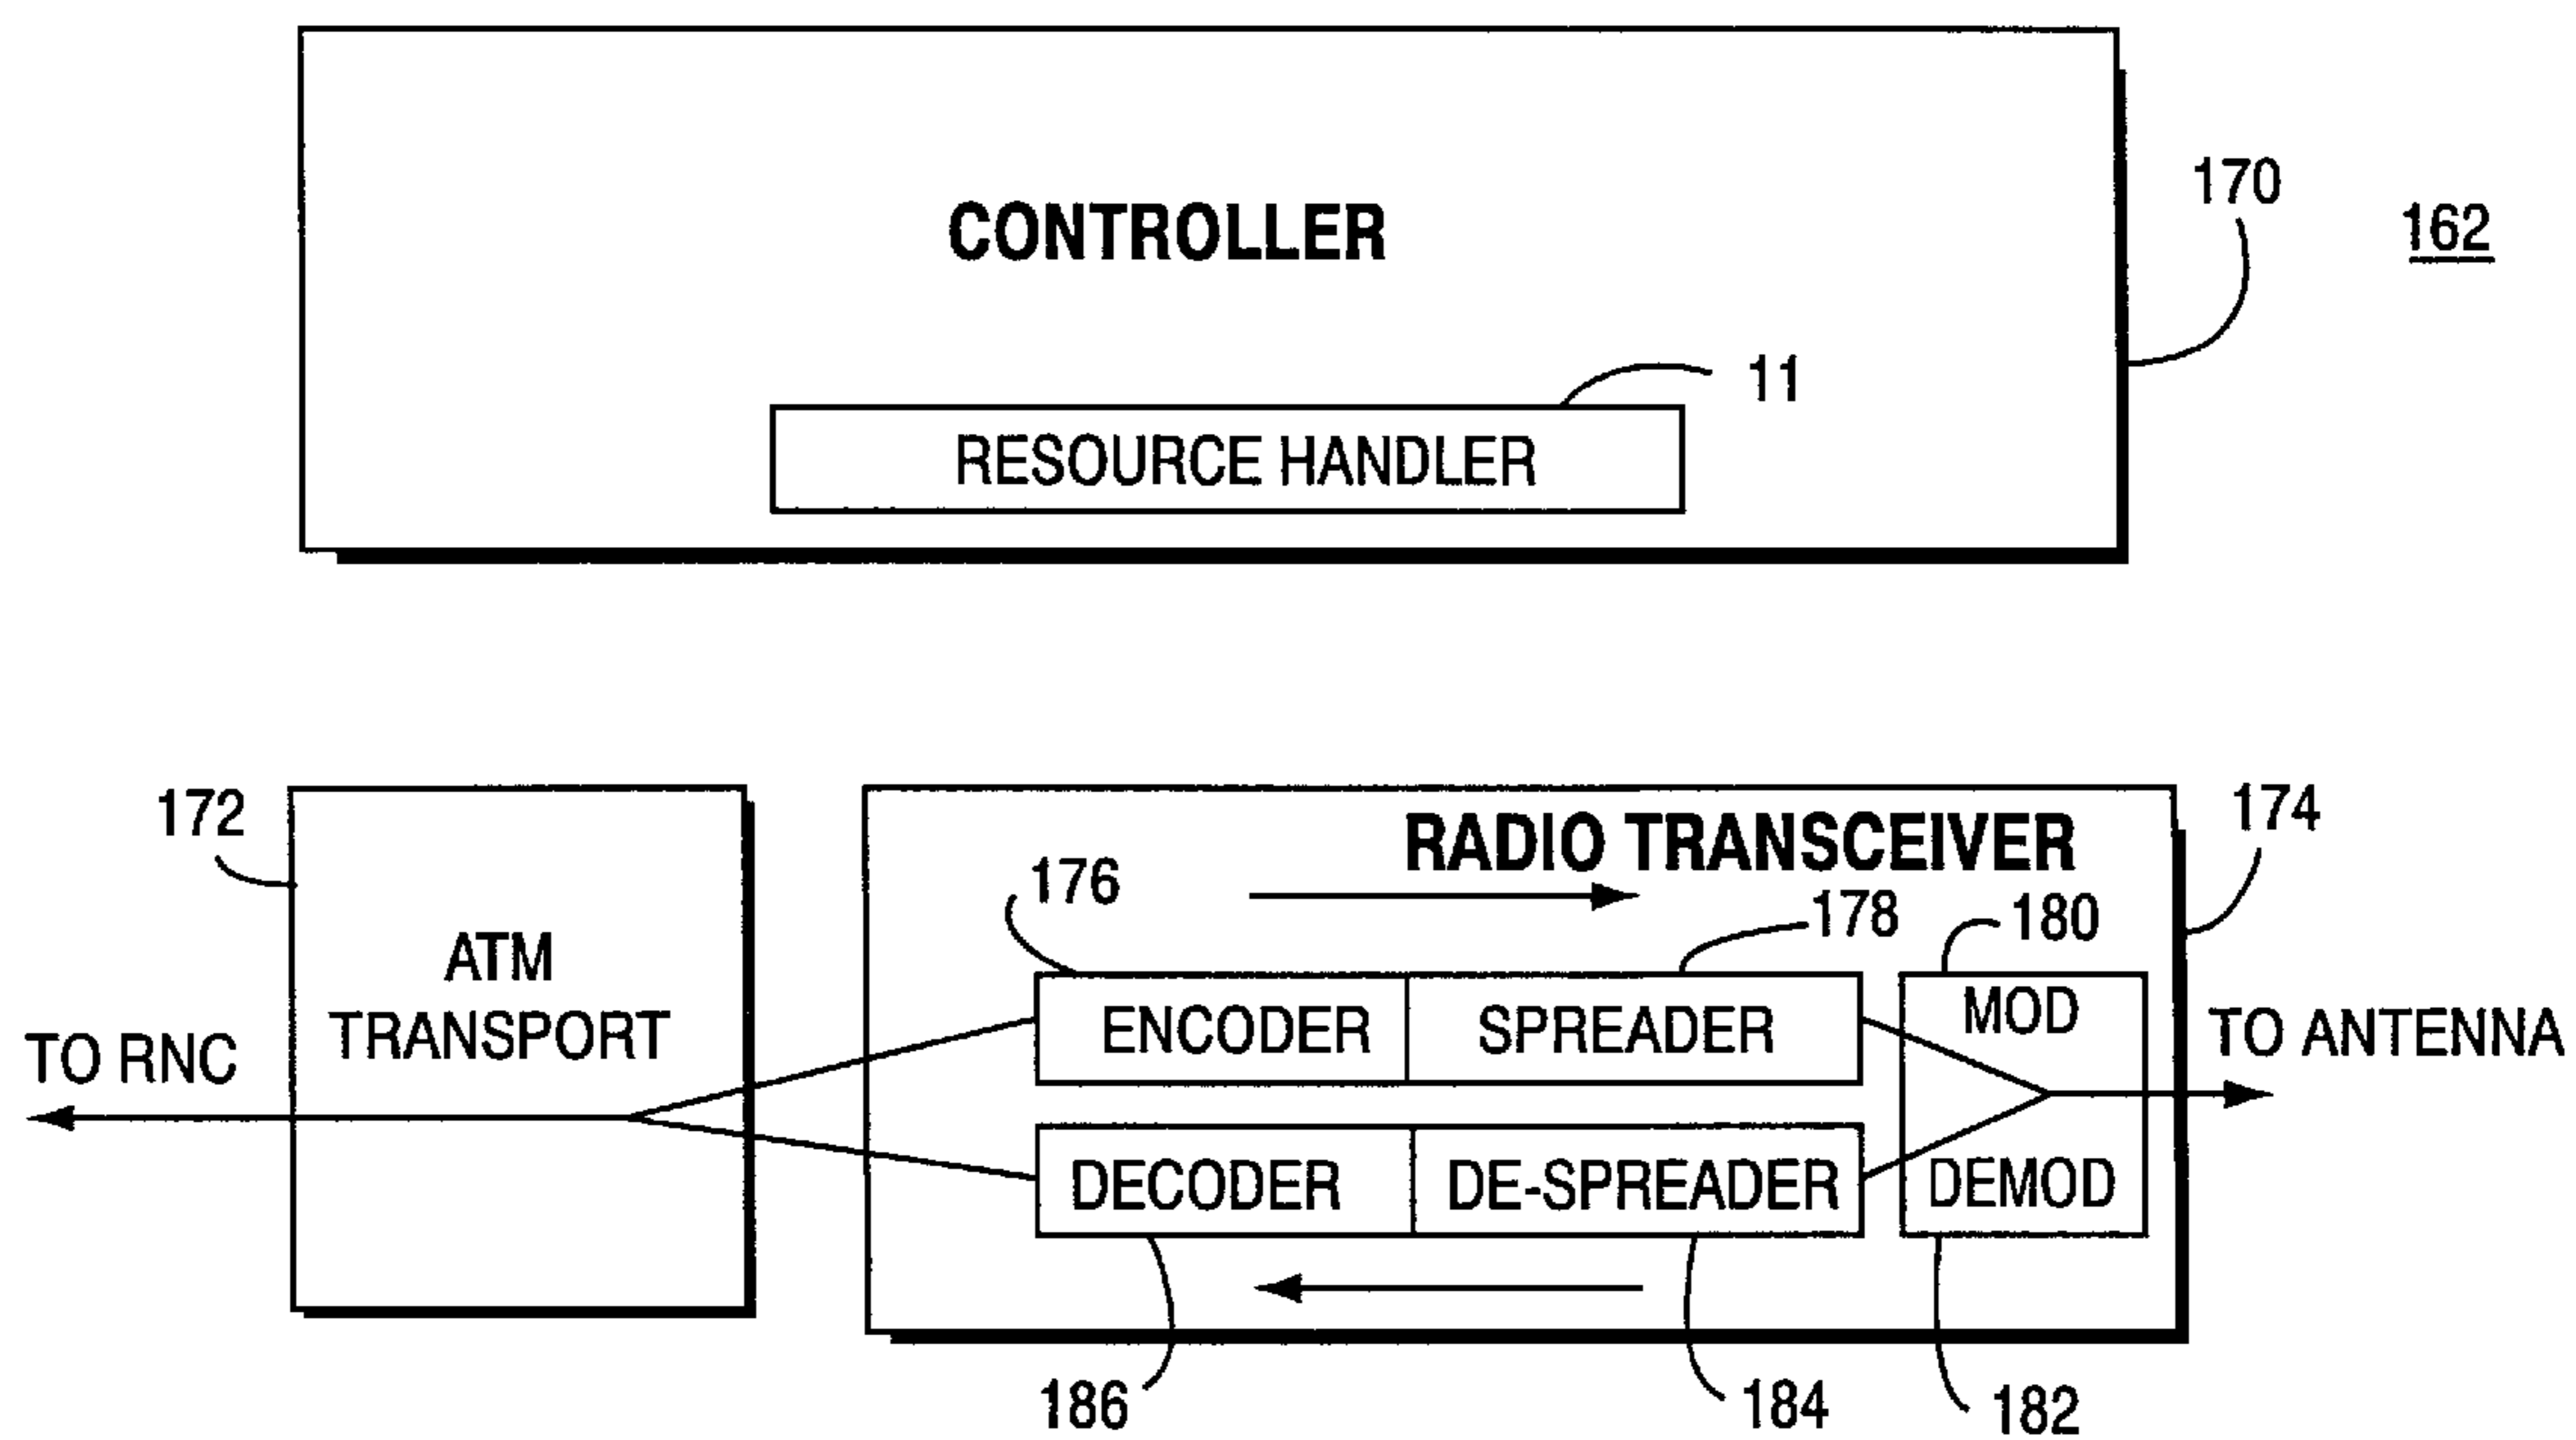 170
162
CONTROLLER
11
RESOURCE HANDLER
172
174
RADIO TRANSCEIVER
176
178
180
ATM
TRANSPORT
ENCODER
SPREADER
MOD
TO RNC
TO ANTENNA
DECODER
DE-SPREADER
DEMOD
186
184
182